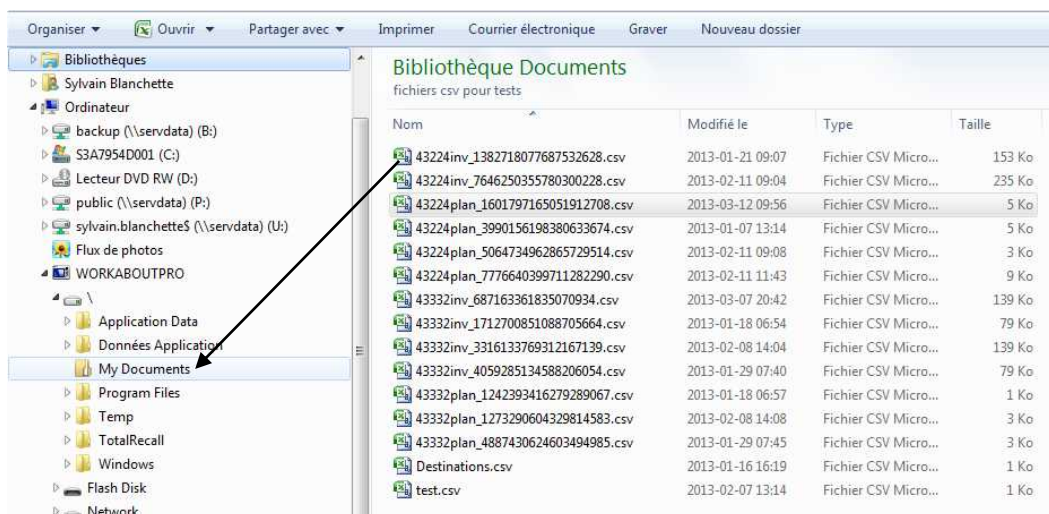 Organiser Ouvrir Partager avec Imprimer Courrier électronique Graver Nouveau dossier
Bibliothèques
Sylvain Blanchette
Ordinateur
backup (\\servdata) (B:)
S3A7954D001 (C:)
Lecteur DVD RW (D:)
public (\\servdata) (P:)
sylvain.blanchette$ (\\servdata) (U:)
Flux de photos
WORKABOUTPRO
\
Application Data
Données Application
My Documents
Program Files
Temp
TotalRecall
Windows
Flash Disk
Network
Bibliothèque Documents
fichiers csv pour tests
Nom Modifié le Type Taille
43224inv_1382718077687532628.csv 2013-01-21 09:07 Fichier CSV Micro... 153 Ko
43224inv_7646250355780300228.csv 2013-02-11 09:04 Fichier CSV Micro... 235 Ko
43224plan_1601797165051912708.csv 2013-03-12 09:56 Fichier CSV Micro... 5 Ko
43224plan_3990156198380633674.csv 2013-01-07 13:14 Fichier CSV Micro... 5 Ko
43224plan_5064734962865729514.csv 2013-02-11 09:08 Fichier CSV Micro... 3 Ko
43224plan_7776640399711282290.csv 2013-02-11 11:43 Fichier CSV Micro... 9 Ko
43332inv_687163361835070934.csv 2013-03-07 20:42 Fichier CSV Micro... 139 Ko
43332inv_1712700851088705664.csv 2013-01-18 06:54 Fichier CSV Micro... 79 Ko
43332inv_3316133769312167139.csv 2013-02-08 14:04 Fichier CSV Micro... 139 Ko
43332inv_4059285134588206054.csv 2013-01-29 07:40 Fichier CSV Micro... 79 Ko
43332plan_1242393416279289067.csv 2013-01-18 06:57 Fichier CSV Micro... 1 Ko
43332plan_1273290604329814583.csv 2013-02-08 14:08 Fichier CSV Micro... 3 Ko
43332plan_4887430624603494985.csv 2013-01-29 07:45 Fichier CSV Micro... 3 Ko
Destinations.csv 2013-01-16 16:19 Fichier CSV Micro... 1 Ko
test.csv 2013-02-07 13:14 Fichier CSV Micro... 1 Ko